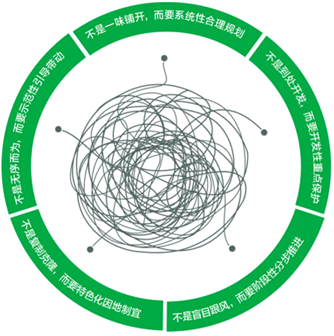 不是一味铺开，而要系统性合理规划
不是到处开发，而要开发性重点保护
不是盲目跟风，而要阶段性分步推进
不是复制克隆，而要特色化因地制宜
不是无序而为，而要示范性引导带动